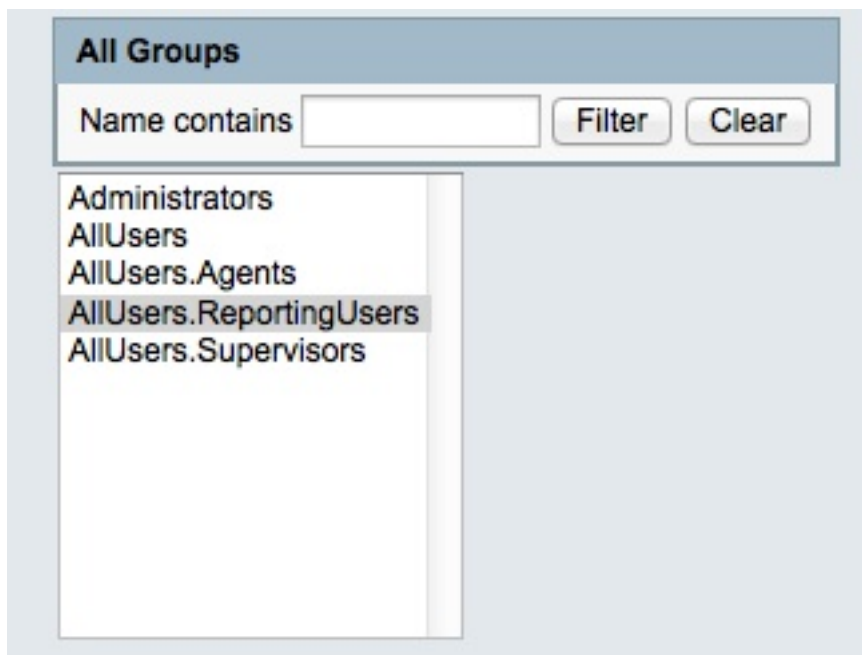 All Groups
Name contains Filter Clear
Administrators
AllUsers
AllUsers.Agents
AllUsers.ReportingUsers
AllUsers.Supervisors